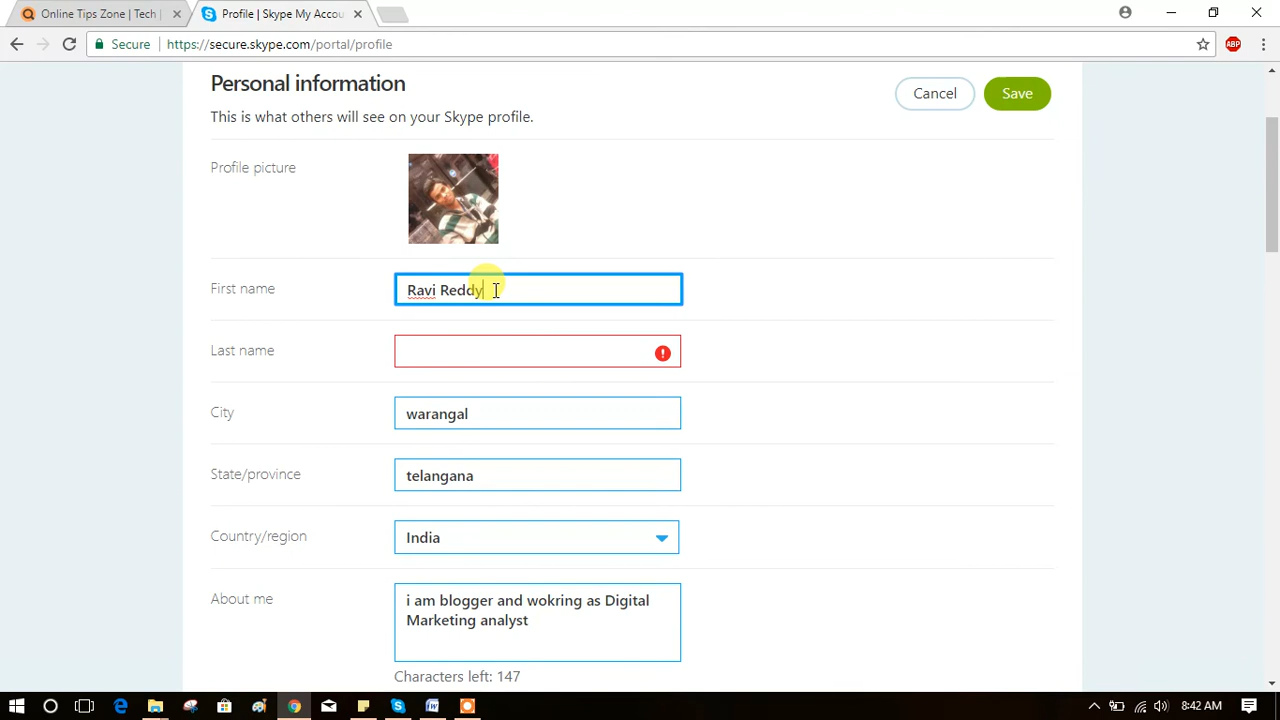 Online Tips Zone | Tech |
Profile | Skype My Accou
Secure
https://secure.skype.com/portal/profile
ABP
Personal information
Cancel
Save
This is what others will see on your Skype profile.
Profile picture
First name
Ravi Reddy
Last name
City
warangal
State/province
telangana
Country/region
India
About me
i am blogger and wokring as Digital
Marketing analyst
Characters left: 147
8:42 AM